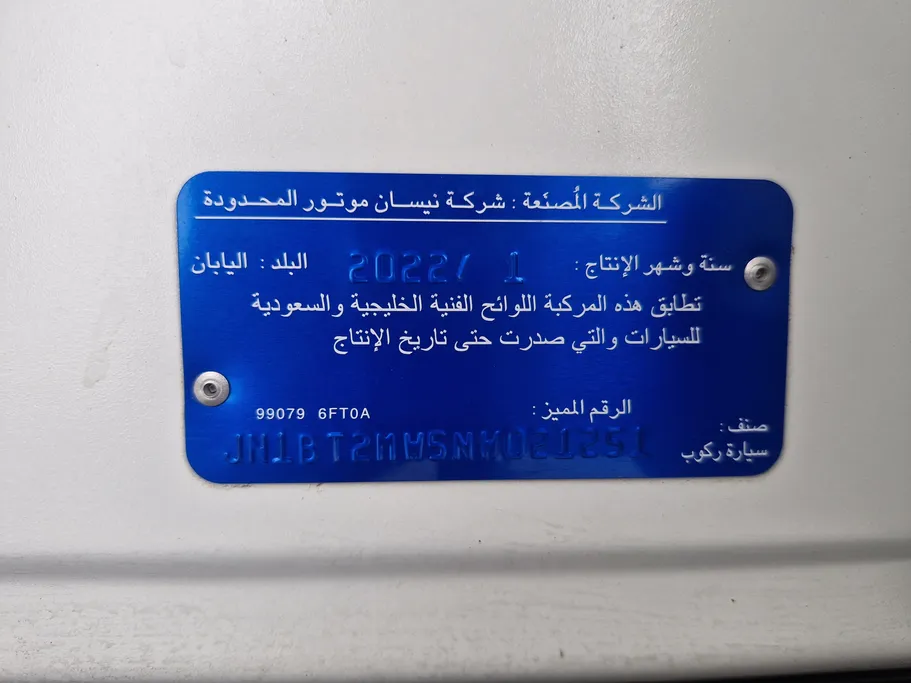 الشركة المُصنَعة : شركة نيسان موتور المحدودة
سنة وشهر الإنتاج : 2022/ 1 البلد : اليابان
تطابق هذه المركبة اللوائح الفنية الخليجية والسعودية
للسيارات والتي صدرت حتى تاريخ الإنتاج
الرقم المميز : 99079 6FT0A
صنف :
سيارة ركوب